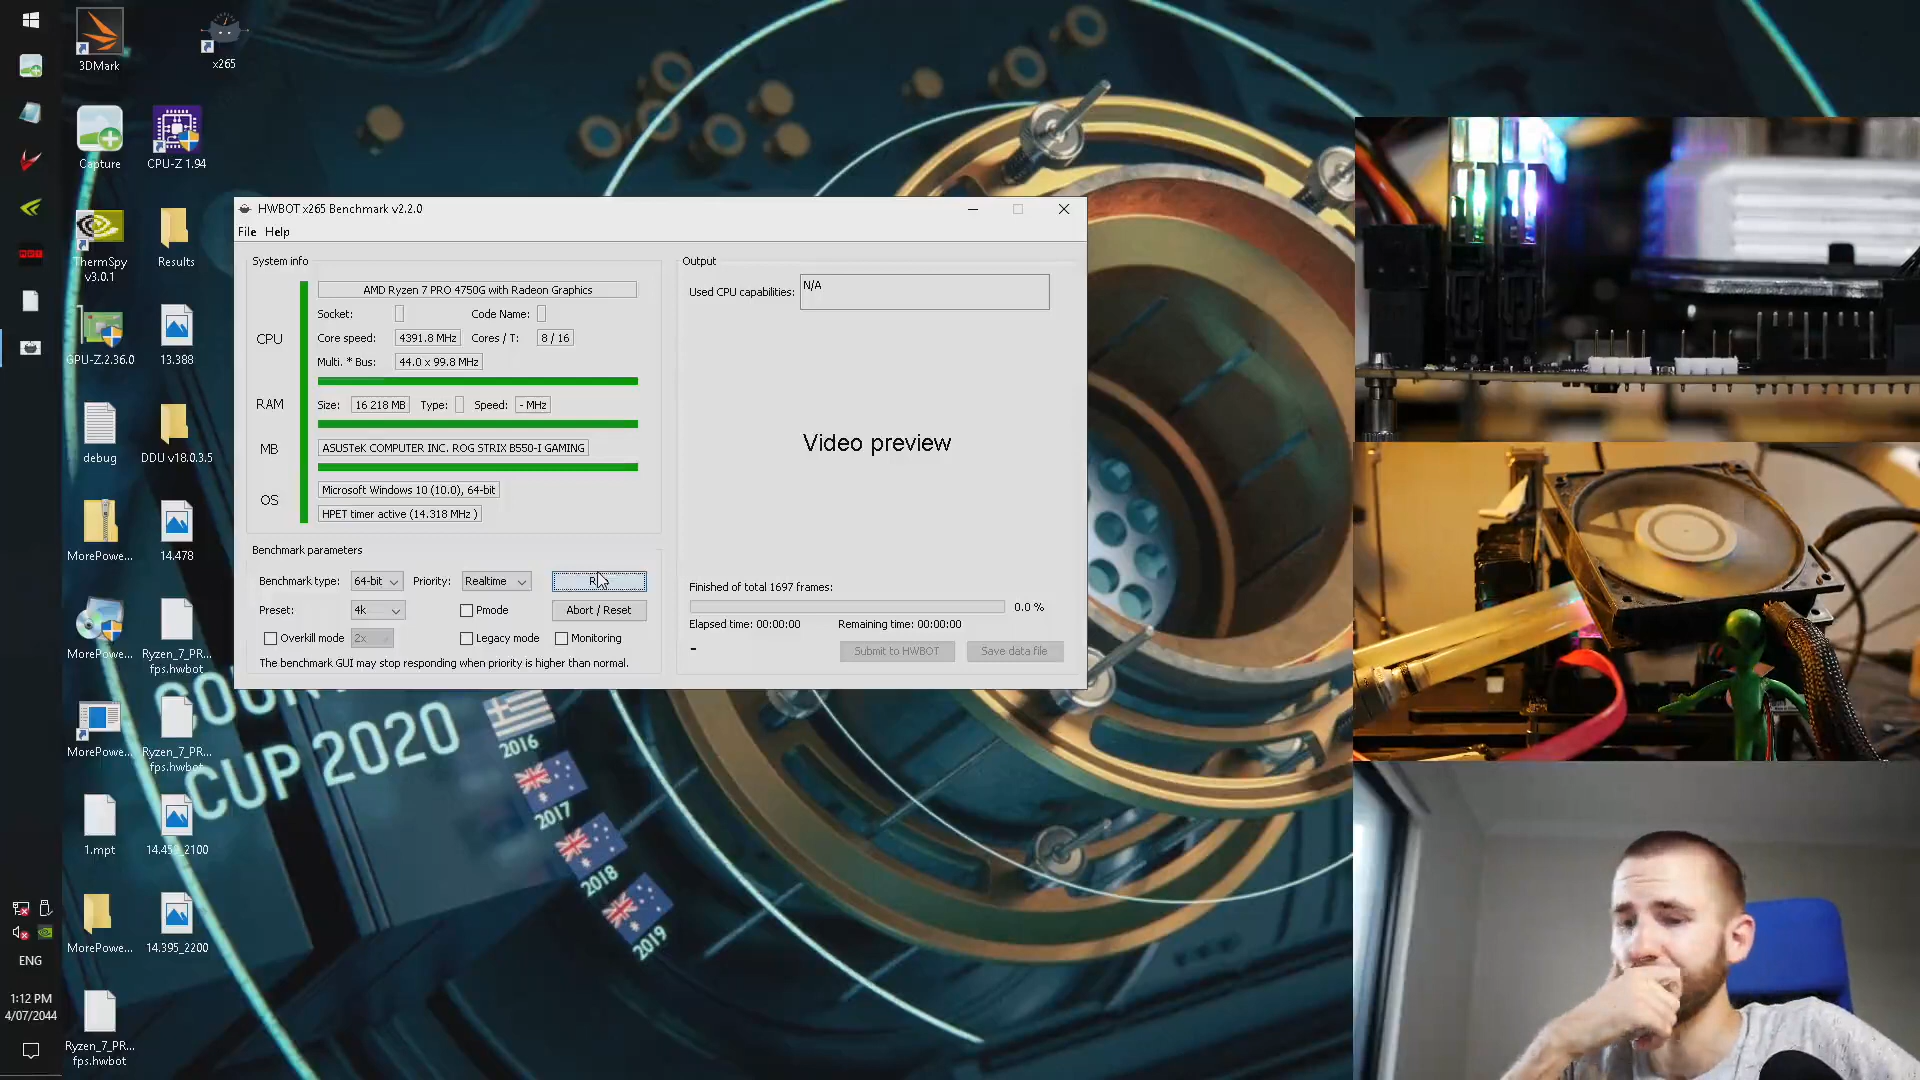 3DMark
x265
Capture
CPU-Z 1.94
ThermSpy
v3.0.1
Results
GPU-Z.2.36.0
13.388
debug
DDU v18.0.3.5
MorePowe...
14.478
MorePowe...
Ryzen_7_PR...
fps.hwbot
MorePowe...
Ryzen_7_PR...
fps.hwbot
1.mpt
14.459_2100
MorePowe...
14.395_2200
Ryzen_7_PR...
fps.hwbot
ENG
1:12 PM
4/07/2044
HWBOT x265 Benchmark v2.2.0
File Help
System info
CPU
AMD Ryzen 7 PRO 4750G with Radeon Graphics
Socket: Code Name:
Core speed: 4391.8 MHz Cores / T: 8 / 16
Multi. * Bus: 44.0 x 99.8 MHz
RAM Size: 16 218 MB Type: Speed: - MHz
MB ASUSTeK COMPUTER INC. ROG STRIX B550-I GAMING
OS Microsoft Windows 10 (10.0), 64-bit
HPET timer active (14.318 MHz )
Benchmark parameters
Benchmark type: 64-bit Priority: Realtime
Preset: 4k Pmode Abort / Reset
Overkill mode 2x Legacy mode Monitoring
The benchmark GUI may stop responding when priority is higher than normal.
Output
Used CPU capabilities: N/A
Video preview
Finished of total 1697 frames:
0.0 %
Elapsed time: 00:00:00 Remaining time: 00:00:00
- Submit to HWBOT Save data file
CUP 2020
2016
2017
2018
2019